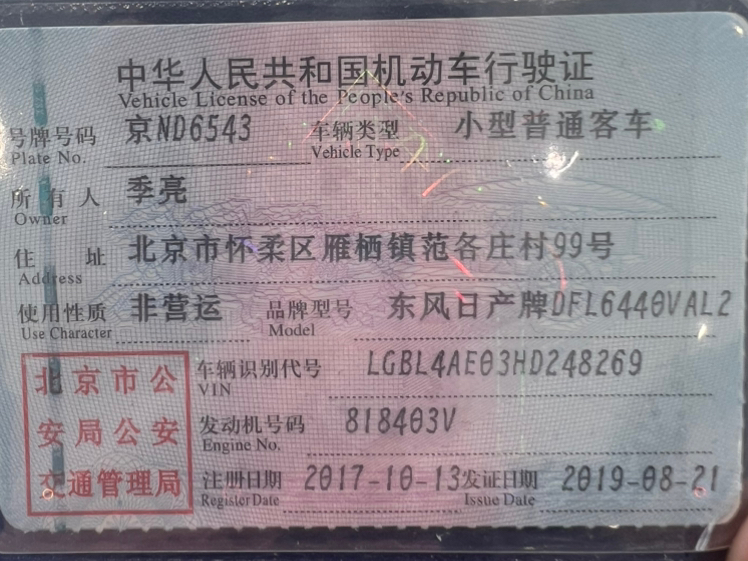 中华人民共和国机动车行驶证
Vehicle License of the People's Republic of China
号牌号码 京ND6543 车辆类型 小型普通客车
Plate No. Vehicle Type
所有人 季亮
Owner
住址 北京市怀柔区雁栖镇范各庄村99号
Address
使用性质 非营运 品牌型号 东风日产牌DFL6440VAL2
Use Character Model
北京市公
安局公安
交通管理局
车辆识别代号 LGBL4AE03HD248269
VIN
发动机号码 818403V
Engine No.
注册日期 2017-10-13 发证日期 2019-08-21
Register Date Issue Date